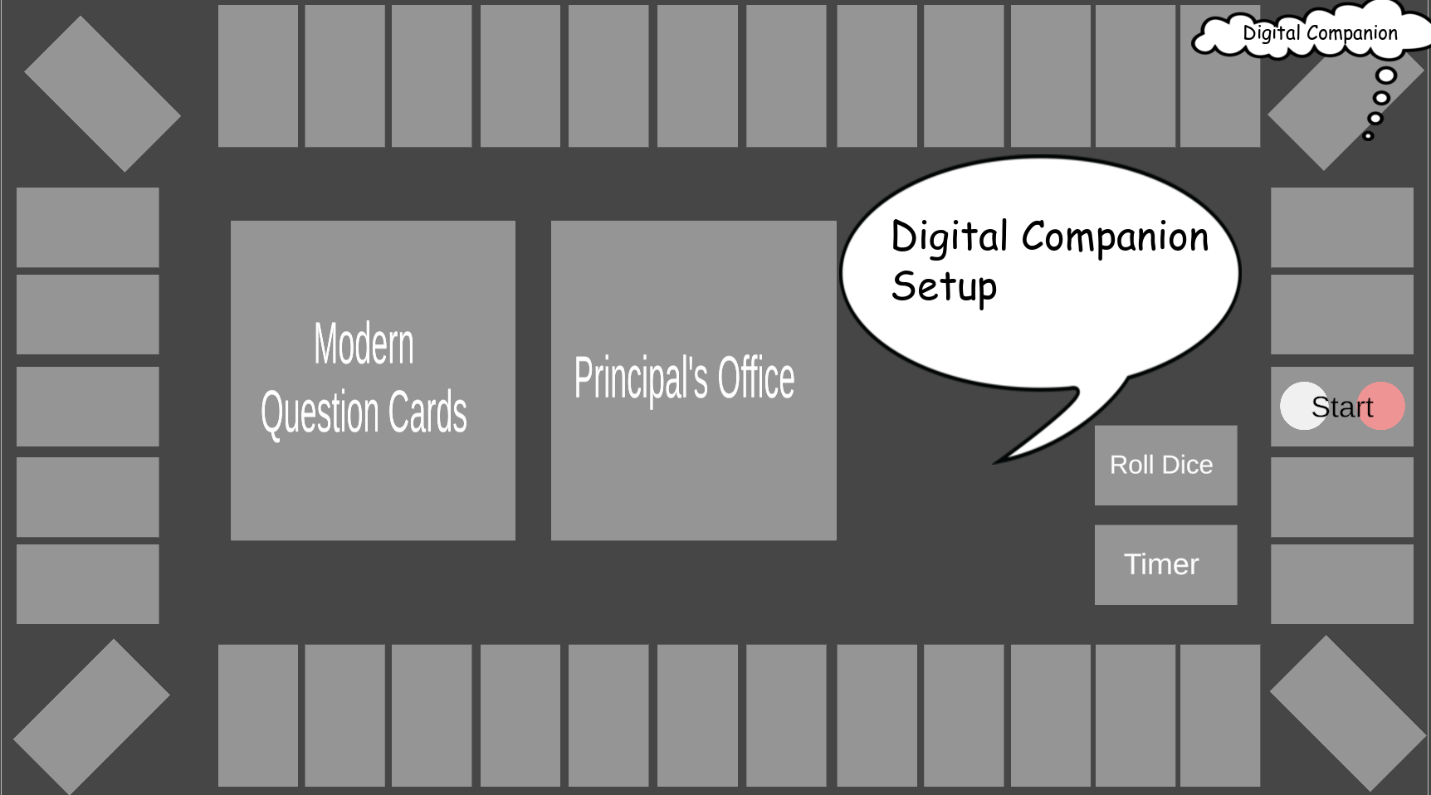 Digital Companion
Digital Companion
Setup
Modern
Question Cards
Principal's Office
Start
Roll Dice
Timer